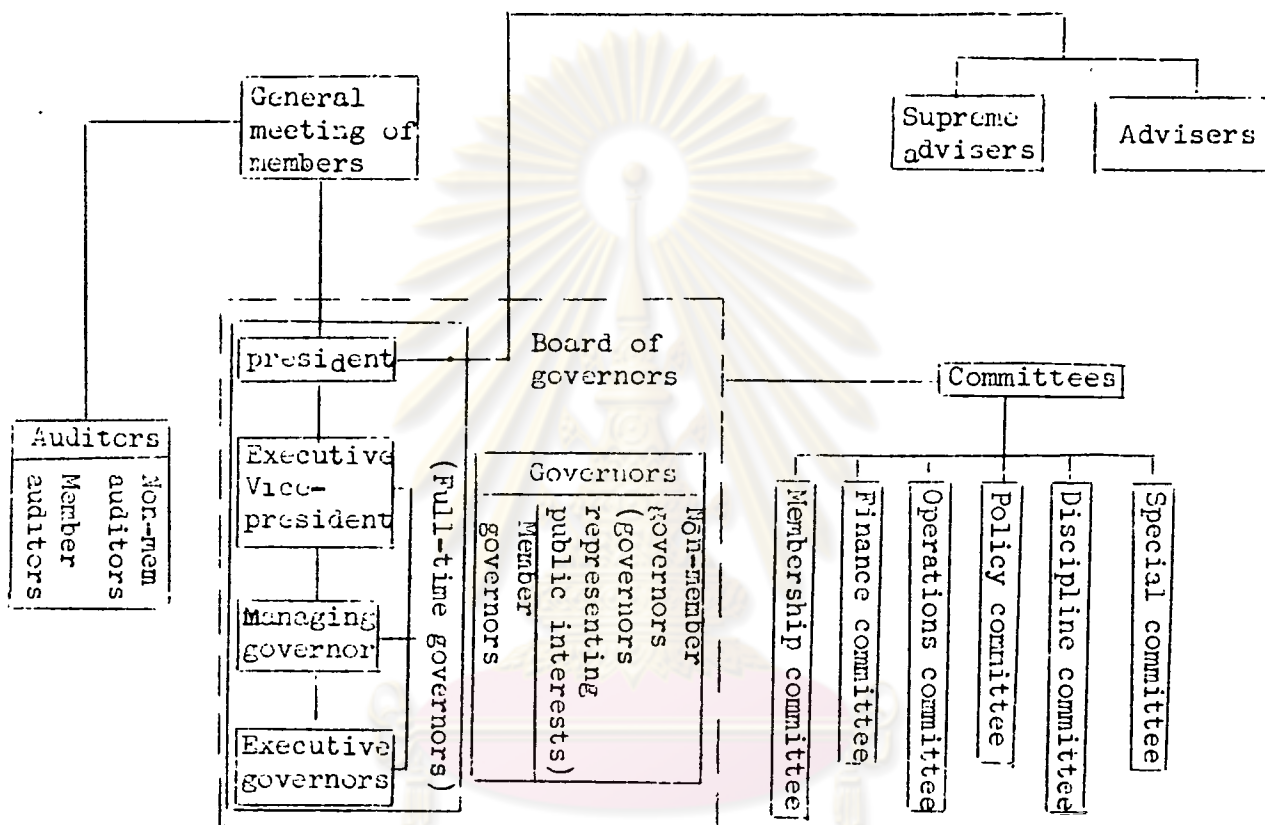 General
meeting of
members
Supreme
advisers
Advisers
president
Board of
governors
Committees
Auditors
Non-mem
auditors
Member
auditors
Executive
Vice-
president
Managing
governor
Executive
governors
(Full-time governors)
Governors
Non-member
governors
(governors
representing
public interests)
Member
governors
Membership committee
Finance committee
Operations committee
Policy committee
Discipline committee
Special committee